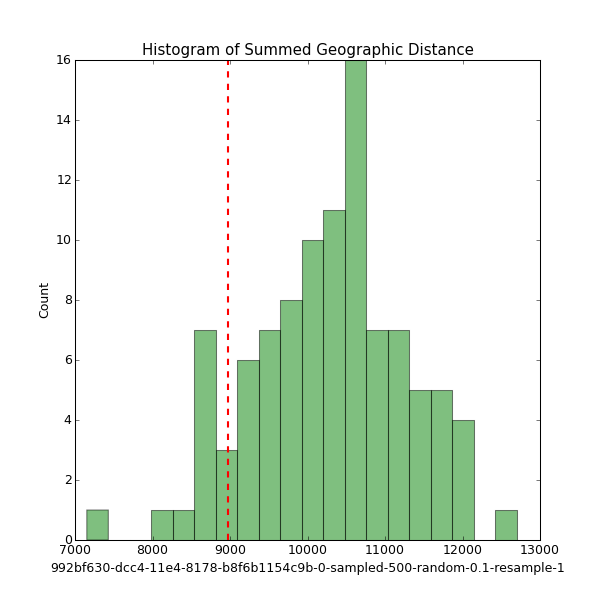 Histogram of Summed Geographic Distance
16
14
12
10
8
6
4
2
0
Count
7000 8000 9000 10000 11000 12000 13000
992bf630-dcc4-11e4-8178-b8f6b1154c9b-0-sampled-500-random-0.1-resample-1